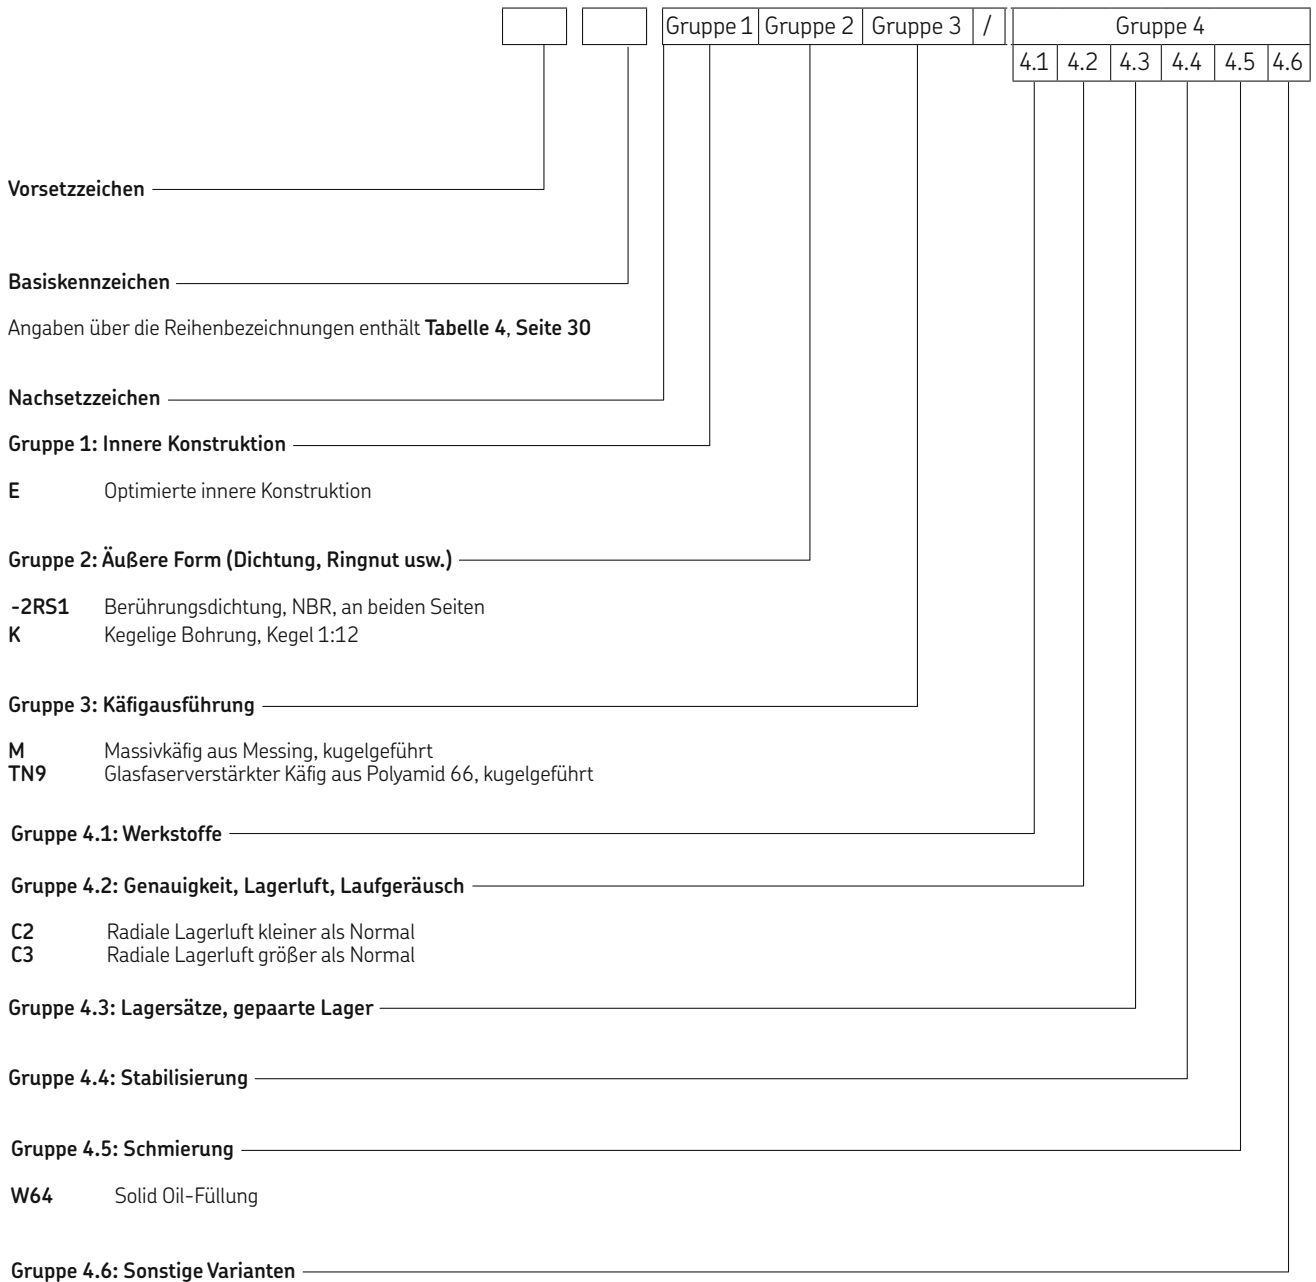 Gruppe 1 Gruppe 2 Gruppe 3 / Gruppe 4
4.1 4.2 4.3 4.4 4.5 4.6
Vorsetzzeichen
Basiskennzeichen
Angaben über die Reihenbezeichnungen enthält Tabelle 4, Seite 30
Nachsetzzeichen
Gruppe 1: Innere Konstruktion
E Optimierte innere Konstruktion
Gruppe 2: Äußere Form (Dichtung, Ringnut usw.)
-2RS1 Berührungsdichtung, NBR, an beiden Seiten
K Kegelige Bohrung, Kegel 1:12
Gruppe 3: Käfigausführung
M Massivkäfig aus Messing, kugelgeführt
TN9 Glasfaserverstärkter Käfig aus Polyamid 66, kugelgeführt
Gruppe 4.1: Werkstoffe
Gruppe 4.2: Genauigkeit, Lagerluft, Laufgeräusch
C2 Radiale Lagerluft kleiner als Normal
C3 Radiale Lagerluft größer als Normal
Gruppe 4.3: Lagersätze, gepaarte Lager
Gruppe 4.4: Stabilisierung
Gruppe 4.5: Schmierung
W64 Solid Oil-Füllung
Gruppe 4.6: Sonstige Varianten